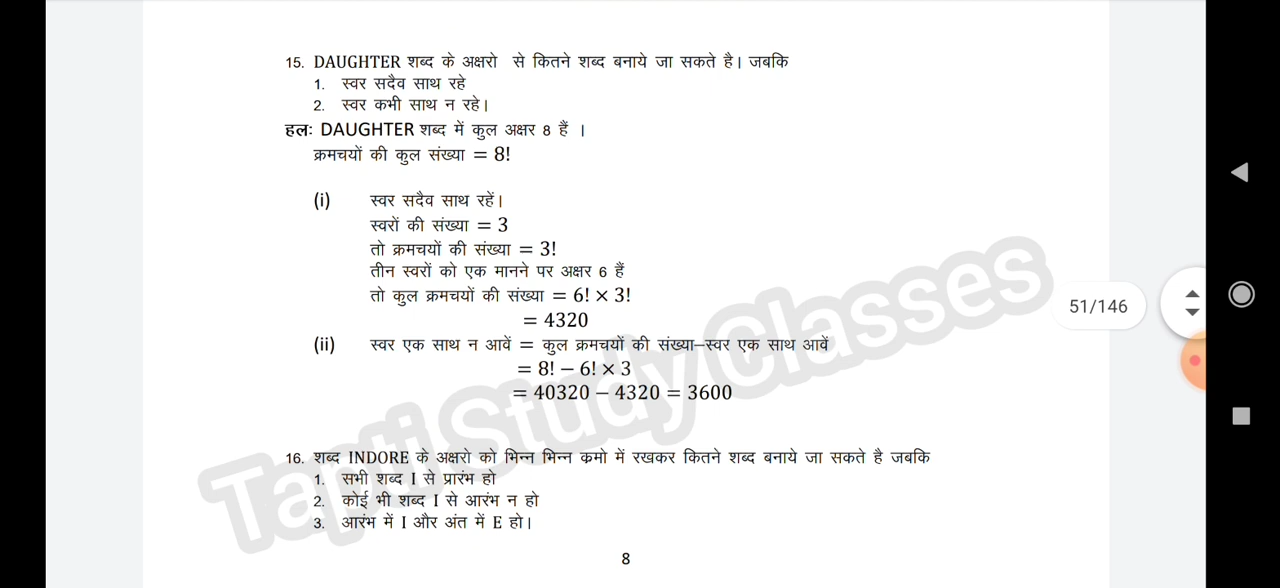 15. DAUGHTER शब्द के अक्षरो से कितने शब्द बनाये जा सकते है। जबकि
1. स्वर सदैव साथ रहे
2. स्वर कभी साथ न रहे।
हलः DAUGHTER शब्द में कुल अक्षर 8 हैं ।
क्रमचयों की कुल संख्या = 8!
(i) स्वर सदैव साथ रहें।
स्वरों की संख्या = 3
तो क्रमचयों की संख्या = 3!
तीन स्वरों को एक मानने पर अक्षर 6 हैं
तो कुल क्रमचयों की संख्या = 6! × 3!
= 4320
(ii) स्वर एक साथ न आवें = कुल क्रमचयों की संख्या–स्वर एक साथ आवें
= 8! − 6! × 3
= 40320 − 4320 = 3600
16. शब्द INDORE के अक्षरो को भिन्न भिन्न क्रमो में रखकर कितने शब्द बनाये जा सकते है जबकि
1. सभी शब्द I से प्रारंभ हो
2. कोई भी शब्द I से आरंभ न हो
3. आरंभ में I और अंत में E हो।
8
51/146
Tapti Study Classes